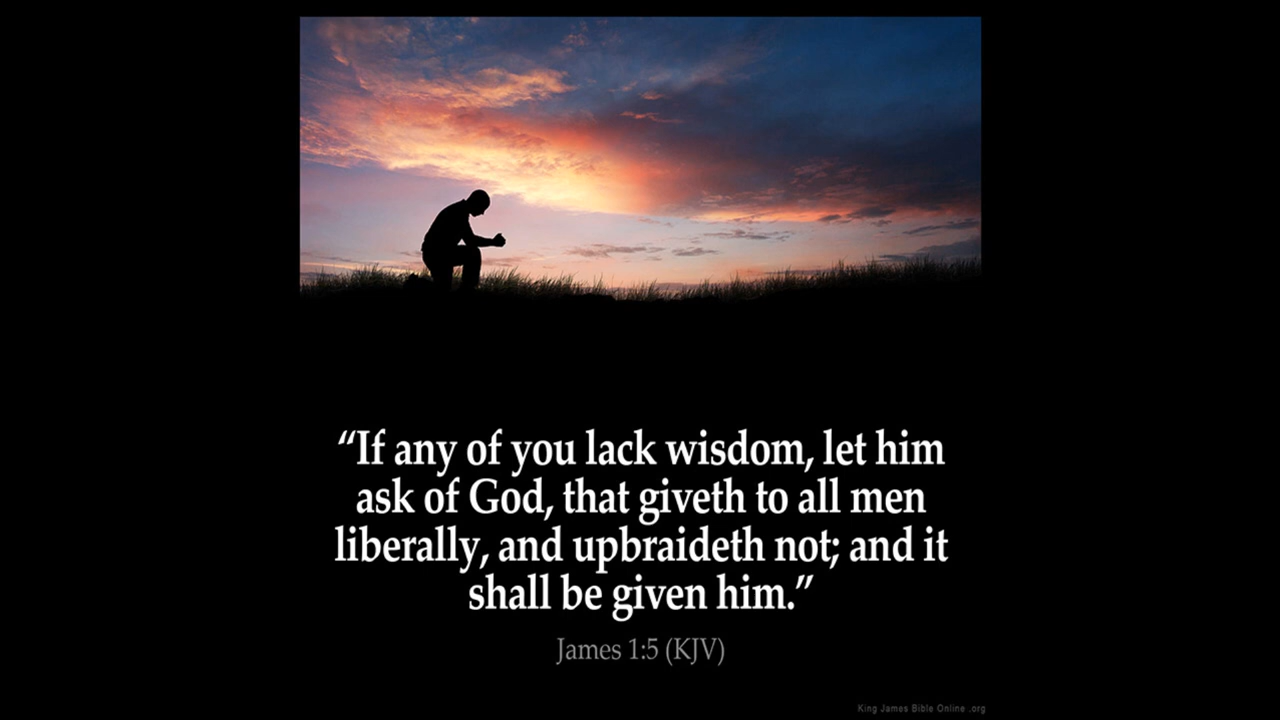 “If any of you lack wisdom, let him
ask of God, that giveth to all men
liberally, and upbraideth not; and it
shall be given him.”
James 1:5 (KJV)
King James Bible Online .org